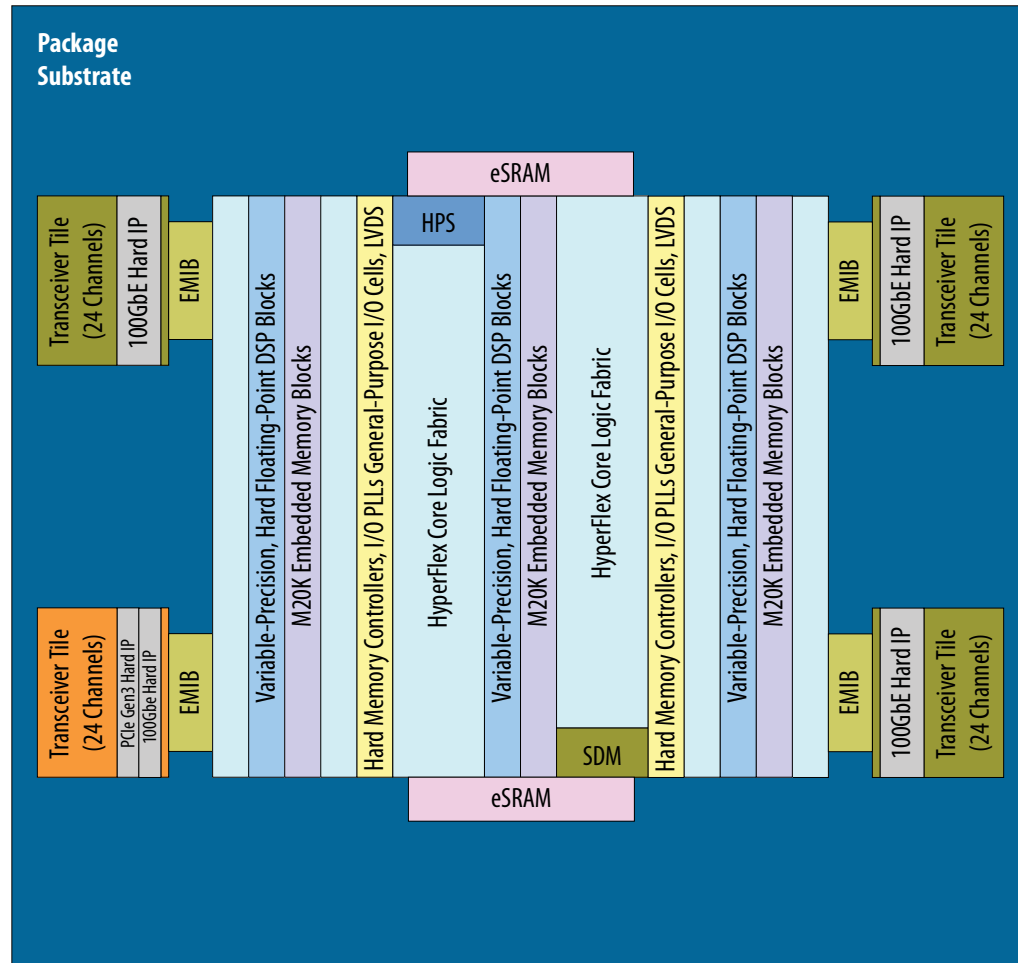 Package
Substrate
eSRAM
Transceiver Tile
(24 Channels)
100GbE Hard IP
EMIB
Variable-Precision, Hard Floating-Point DSP Blocks
M20K Embedded Memory Blocks
Hard Memory Controllers, I/O PLLs General-Purpose I/O Cells, LVDS
HPS
HyperFlex Core Logic Fabric
Variable-Precision, Hard Floating-Point DSP Blocks
M20K Embedded Memory Blocks
HyperFlex Core Logic Fabric
Hard Memory Controllers, I/O PLLs General-Purpose I/O Cells, LVDS
Variable-Precision, Hard Floating-Point DSP Blocks
M20K Embedded Memory Blocks
EMIB
100GbE Hard IP
Transceiver Tile
(24 Channels)
Transceiver Tile
(24 Channels)
PCIe Gen3 Hard IP
100Gbe Hard IP
EMIB
SDM
EMIB
100GbE Hard IP
Transceiver Tile
(24 Channels)
eSRAM